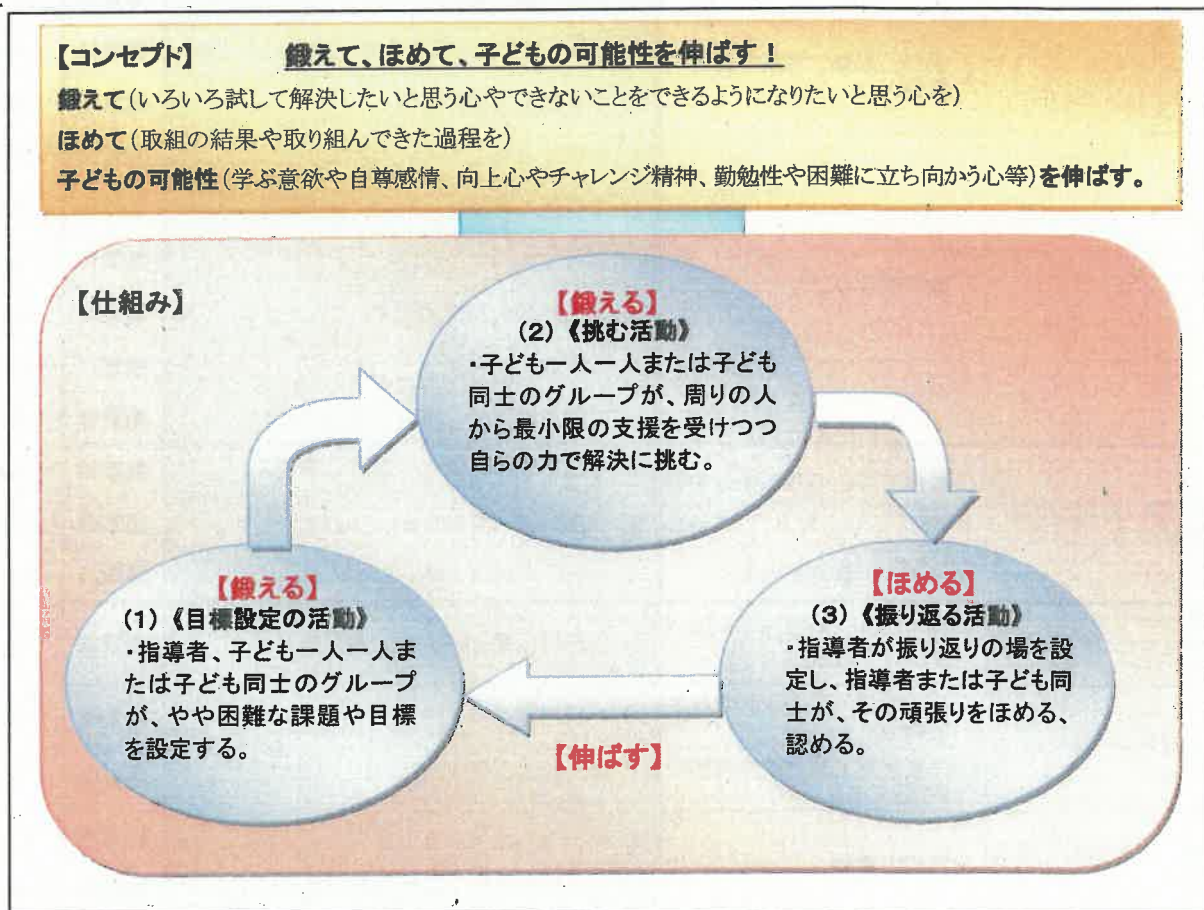 【コンセプト】 鍛えて、ほめて、子どもの可能性を伸ばす!
鍛えて(いろいろ試して解決したいと思う心やできないことをできるようになりたいと思う心を)
ほめて(取組の結果や取り組んできた過程を)
子どもの可能性(学ぶ意欲や自尊感情、向上心やチャレンジ精神、勤勉性や困難に立ち向かう心等)を伸ばす。
【仕組み】
【鍛える】
(2)《挑む活動》
・子ども一人一人または子ども
同士のグループが、周りの人
から最小限の支援を受けつつ
自らの力で解決に挑む。
【鍛える】
(1)《目標設定の活動》
・指導者、子ども一人一人ま
たは子ども同士のグループ
が、やや困難な課題や目標
を設定する。
【ほめる】
(3)《振り返る活動》
・指導者が振り返りの場を設
定し、指導者または子ども同
士が、その頑張りをほめる、
認める。
【伸ばす】